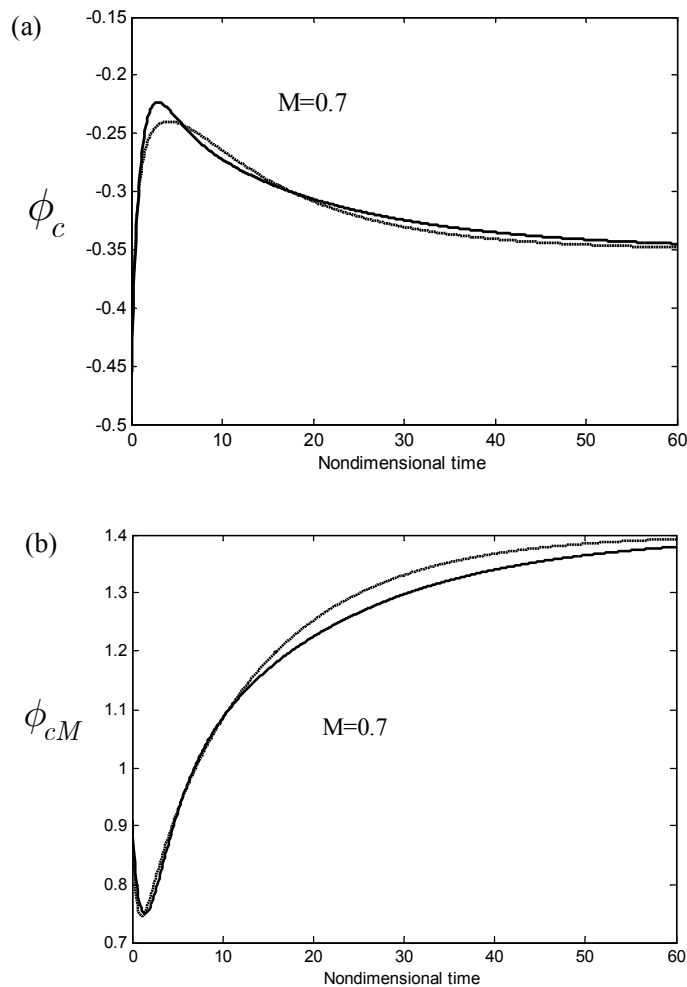 (a)
-0.15
-0.2
-0.25
-0.3
-0.35
-0.4
-0.45
-0.5
M=0.7
ϕc
0 10 20 30 40 50 60
Nondimensional time
(b)
1.4
1.3
1.2
1.1
1
0.9
0.8
0.7
M=0.7
ϕcM
0 10 20 30 40 50 60
Nondimensional time